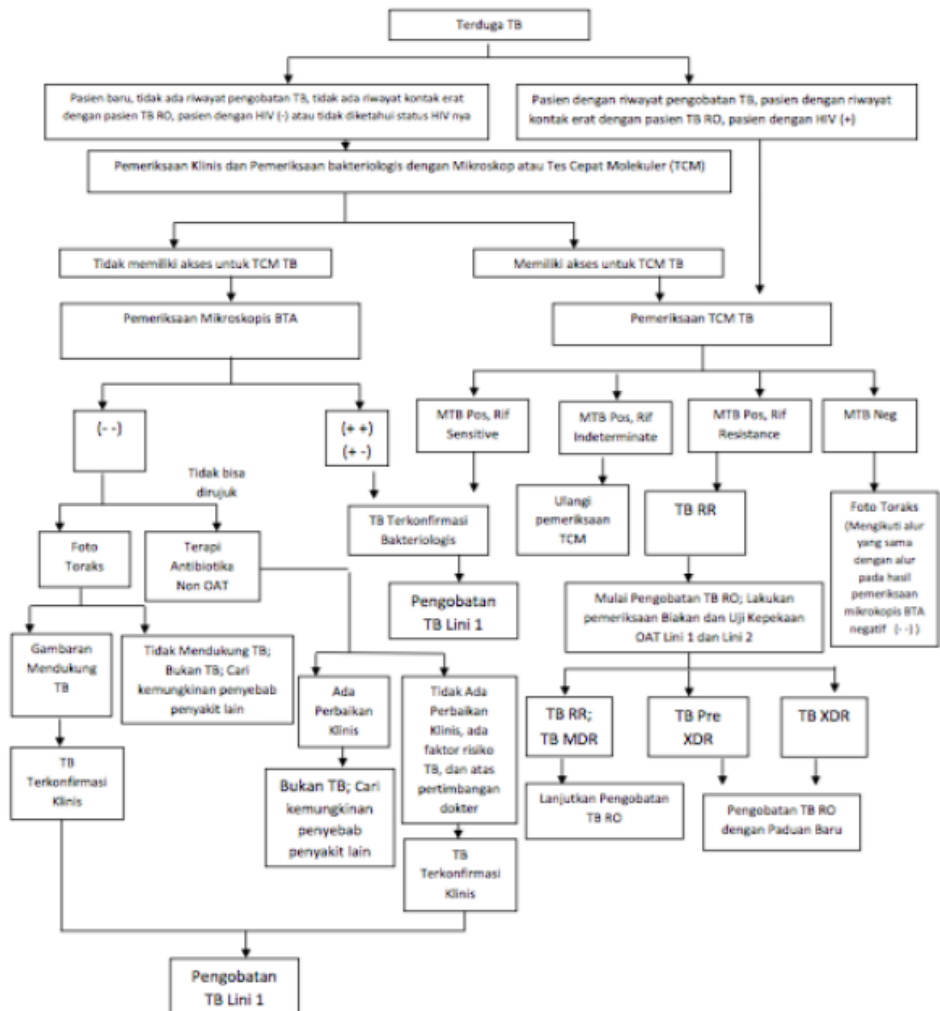 Terduga TB
Pasien baru, tidak ada riwayat pengobatan TB, tidak ada riwayat kontak erat
dengan pasien TB RO, pasien dengan HIV (-) atau tidak diketahui status HIV nya
Pasien dengan riwayat pengobatan TB, pasien dengan riwayat
kontak erat dengan pasien TB RO, pasien dengan HIV (+)
Pemeriksaan Klinis dan Pemeriksaan bakteriologis dengan Mikroskop atau Tes Cepat Molekuler (TCM)
Tidak memiliki akses untuk TCM TB
Memiliki akses untuk TCM TB
Pemeriksaan Mikroskopis BTA
Pemeriksaan TCM TB
(- -)
(+ +)
(+ -)
MTB Pos, Rif
Sensitive
MTB Pos, Rif
Indeterminate
MTB Pos, Rif
Resistance
MTB Neg
Tidak bisa
dirujuk
Foto
Toraks
Terapi
Antibiotika
Non OAT
TB Terkonfirmasi
Bakteriologis
Ulangi
pemeriksaan
TCM
TB RR
Foto Toraks
(Mengikuti alur
yang sama
dengan alur
pada hasil
pemeriksaan
mikrokopis BTA
negatif (- -) )
Pengobatan
TB Lini 1
Mulai Pengobatan TB RO; Lakukan
pemeriksaan Biakan dan Uji Kepekaan
OAT Lini 1 dan Lini 2
Gambaran
Mendukung
TB
Tidak Mendukung TB;
Bukan TB; Cari
kemungkinan penyebab
penyakit lain
Ada
Perbaikan
Klinis
Tidak Ada
Perbaikan
Klinis, ada
faktor risiko
TB, dan atas
pertimbangan
dokter
TB RR;
TB MDR
TB Pre
XDR
TB XDR
TB
Terkonfirmasi
Klinis
Bukan TB; Cari
kemungkinan
penyebab
penyakit lain
Lanjutkan Pengobatan
TB RO
Pengobatan TB RO
dengan Paduan Baru
TB
Terkonfirmasi
Klinis
Pengobatan
TB Lini 1